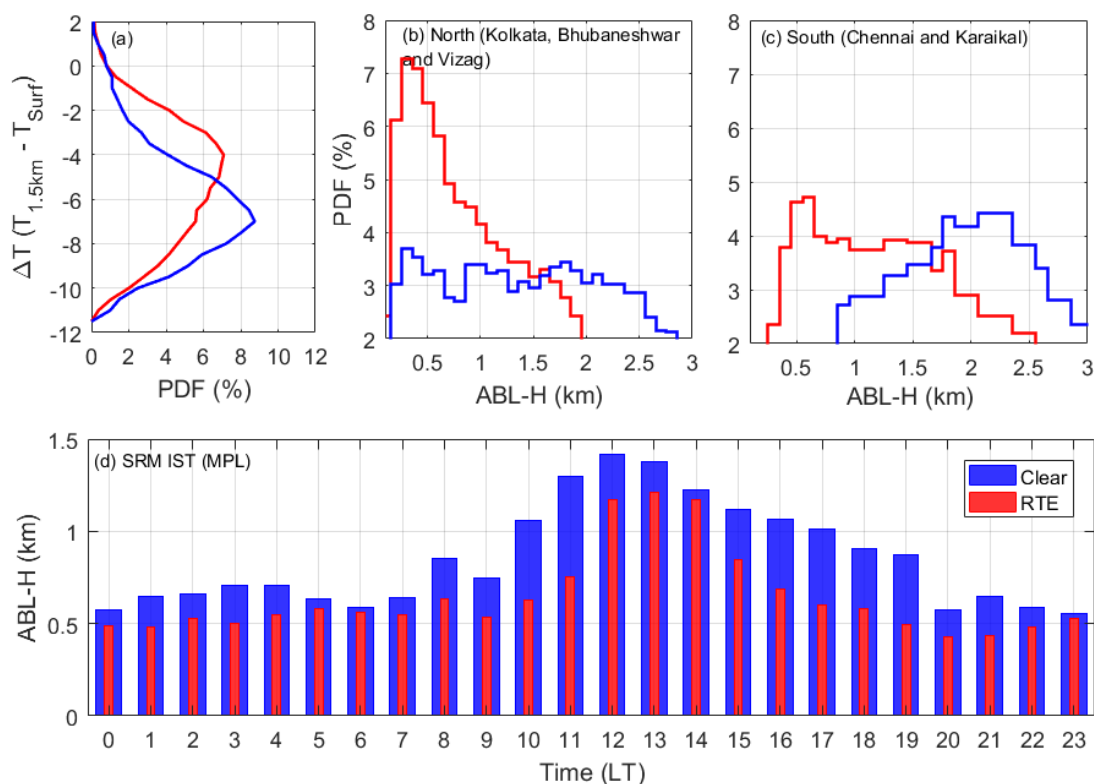 (a)
ΔT (T1.5km - TSurf)
2
0
-2
-4
-6
-8
-10
-12
0 2 4 6 8 10 12
PDF (%)
(b) North (Kolkata, Bhubaneshwar
and Vizag)
PDF (%)
8
7
6
5
4
3
2
0.5 1 1.5 2 2.5
ABL-H (km)
(c) South (Chennai and Karaikal)
8
7
6
5
4
3
2
0.5 1 1.5 2 2.5 3
ABL-H (km)
(d) SRM IST (MPL)
ABL-H (km)
1.5
1
0.5
0
Clear
RTE
0 1 2 3 4 5 6 7 8 9 10 11 12 13 14 15 16 17 18 19 20 21 22 23
Time (LT)